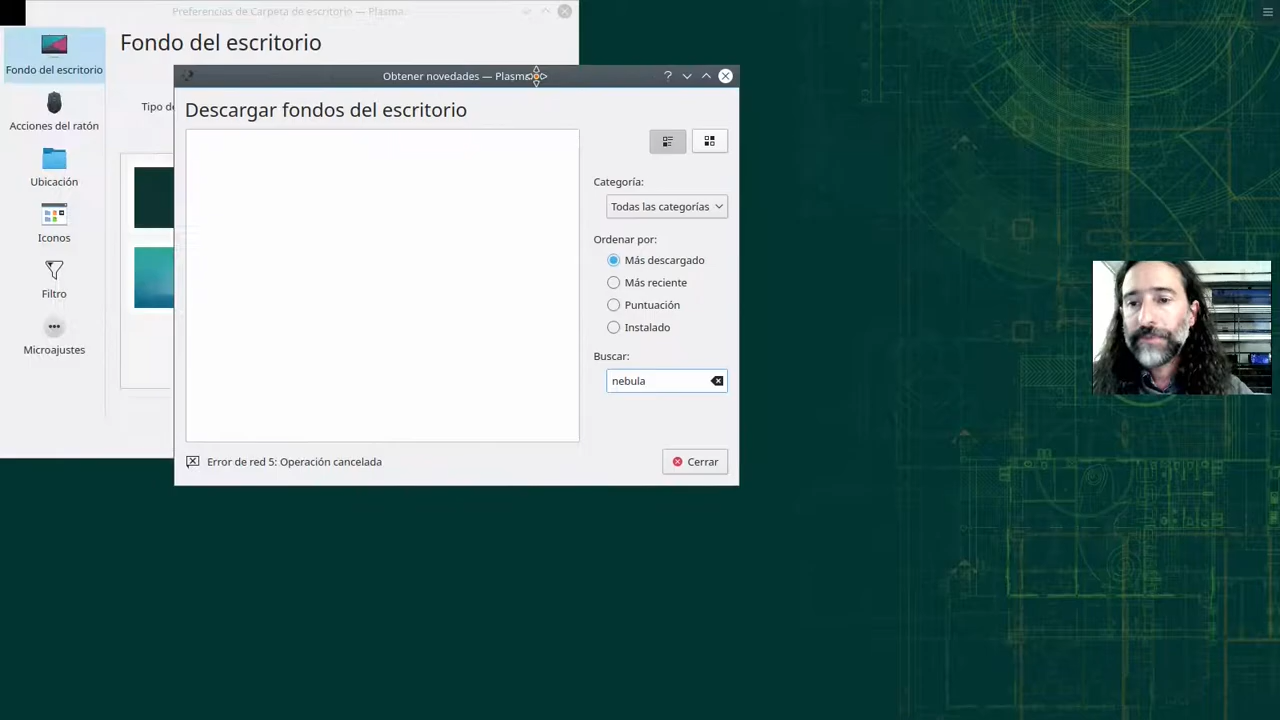 Preferencias de Carpeta de escritorio — Plasma
Fondo del escritorio
Fondo del escritorio
Acciones del ratón
Ubicación
Iconos
Filtro
Microajustes
Tipo de
Obtener novedades — Plasma
Descargar fondos del escritorio
Categoría:
Todas las categorías
Ordenar por:
Más descargado
Más reciente
Puntuación
Instalado
Buscar:
nebula
Error de red 5: Operación cancelada
Cerrar